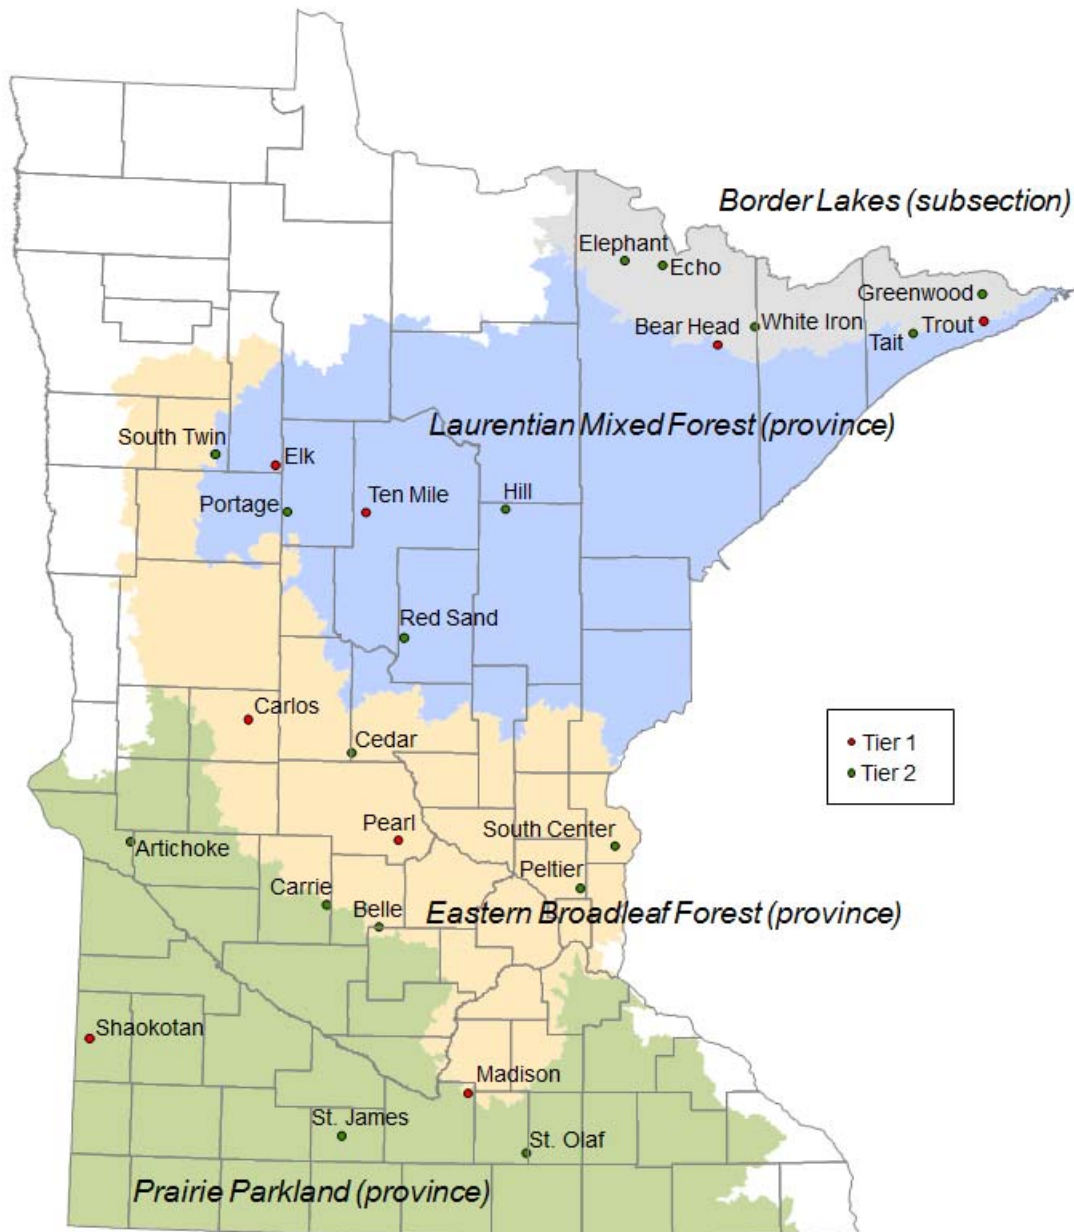 Border Lakes (subsection)
Elephant
Echo
Greenwood
Bear Head
White Iron
Trout
Tait
Laurentian Mixed Forest (province)
South Twin
Elk
Portage
Ten Mile
Hill
Red Sand
Carlos
Cedar
Tier 1
Tier 2
Pearl
South Center
Artichoke
Peltier
Carrie
Belle
Eastern Broadleaf Forest (province)
Shaokotan
Madison
St. James
St. Olaf
Prairie Parkland (province)